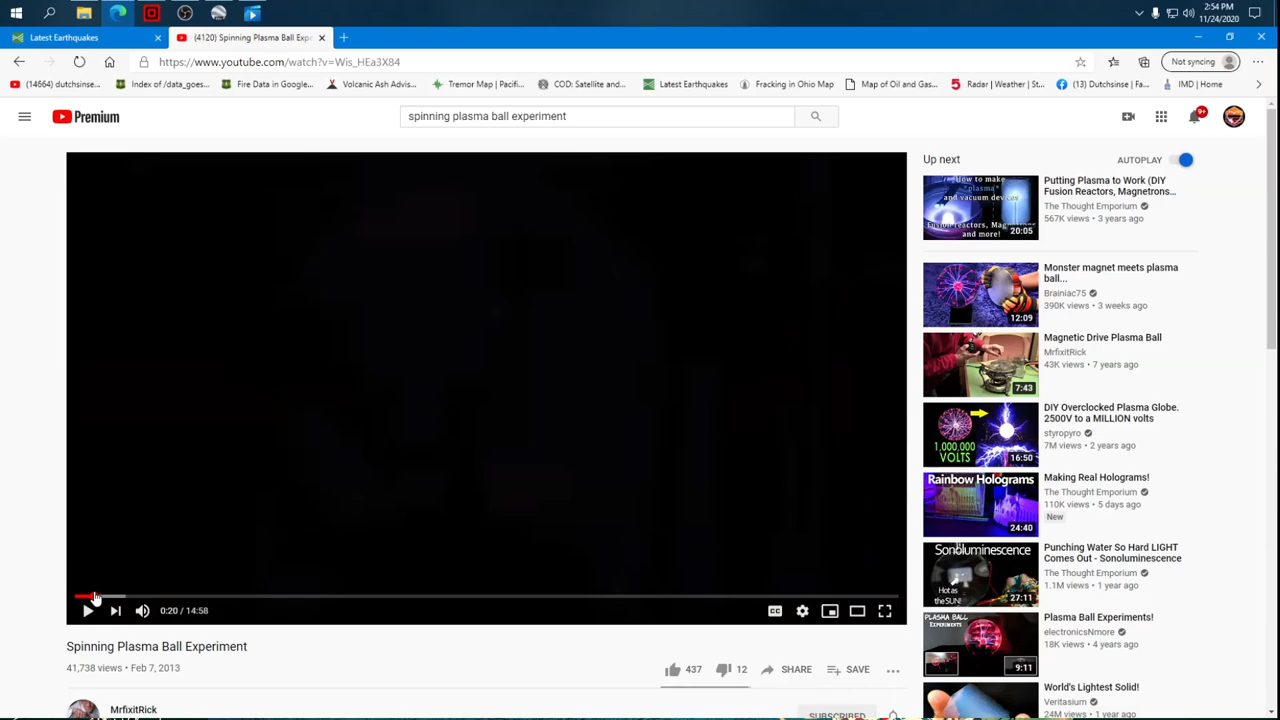 2:54 PM
11/24/2020
Latest Earthquakes
(4120) Spinning Plasma Ball Expe
https://www.youtube.com/watch?v=Wis_HEa3X84
Not syncing
(14664) dutchsinse...
Index of /data_goes...
Fire Data in Google...
Volcanic Ash Advis...
Tremor Map | Pacifi...
COD: Satellite and...
Latest Earthquakes
Fracking in Ohio Map
Map of Oil and Gas...
Radar | Weather | St...
(13) Dutchsinse | Fa...
IMD | Home
Premium
spinning plasma ball experiment
9+
Up next
AUTOPLAY
How to make
"plasma"
and vacuum devices
Fusion reactors, Magnetrons
and more!
20:05
Putting Plasma to Work (DIY
Fusion Reactors, Magnetrons...
The Thought Emporium
567K views • 3 years ago
12:09
Monster magnet meets plasma
ball...
Brainiac75
390K views • 3 weeks ago
7:43
Magnetic Drive Plasma Ball
MrfixitRick
43K views • 7 years ago
1,000,000
VOLTS
16:50
DIY Overclocked Plasma Globe.
2500V to a MILLION volts
styropyro
7M views • 2 years ago
Rainbow Holograms
24:40
Making Real Holograms!
The Thought Emporium
110K views • 5 days ago
New
Sonoluminescence
Hot as
the SUN!
27:11
Punching Water So Hard LIGHT
Comes Out - Sonoluminescence
The Thought Emporium
1.1M views • 1 year ago
PLASMA BALL
EXPERIMENTS
9:11
Plasma Ball Experiments!
electronicsNmore
18K views • 4 years ago
World's Lightest Solid!
Veritasium
24M views • 1 year ago
0:20 / 14:58
CC
Spinning Plasma Ball Experiment
41,738 views • Feb 7, 2013
437
12
SHARE
SAVE
MrfixitRick
SUBSCRIBED